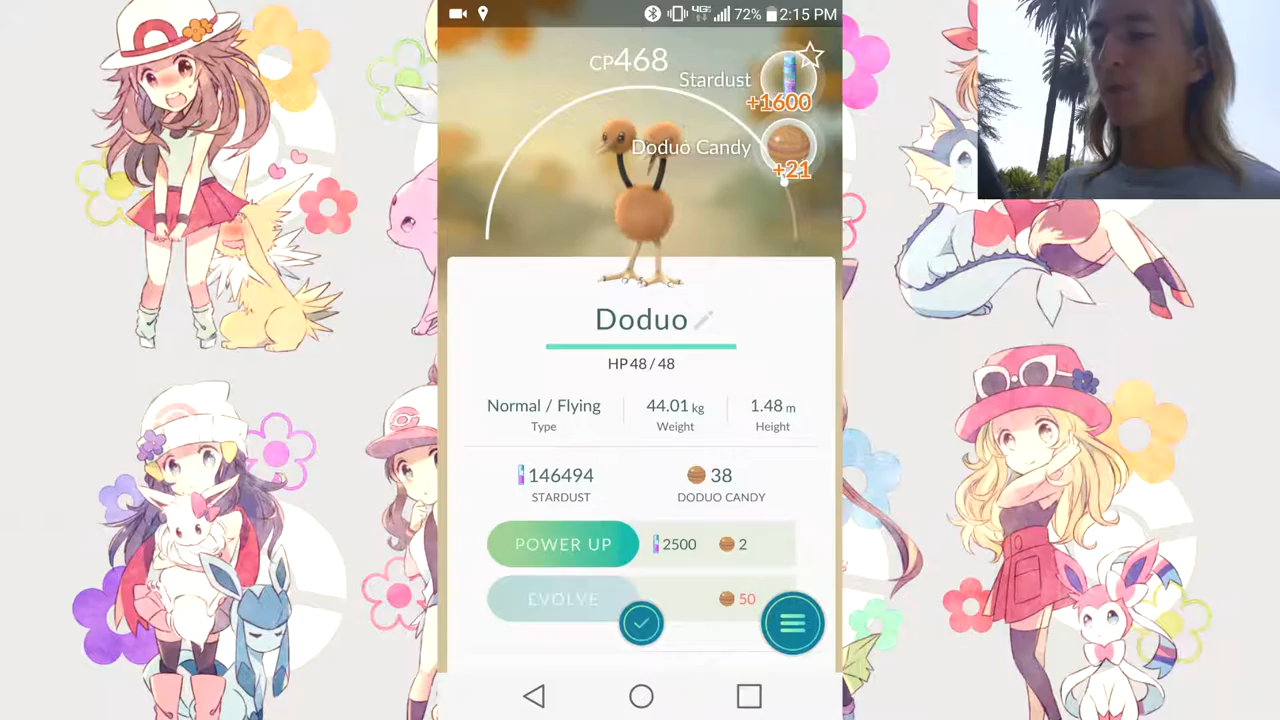 4GE 72% 2:15 PM
CP468
Stardust
+1600
Doduo Candy
+21
Doduo
HP 48 / 48
Normal / Flying 44.01 kg 1.48 m
Type Weight Height
146494 38
STARDUST DODUO CANDY
POWER UP 2500 2
EVOLVE 50